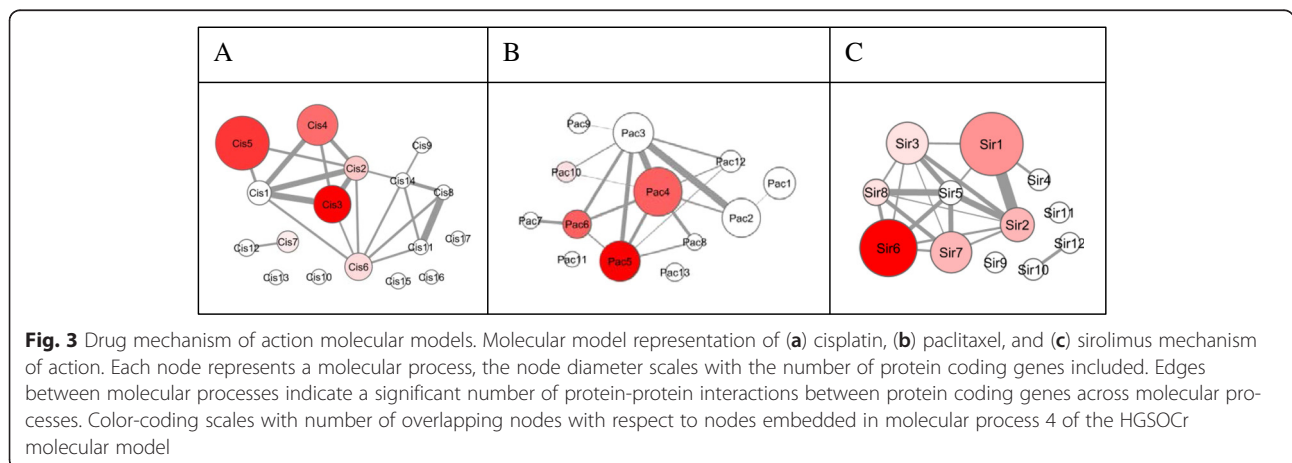 A
B
C
Cis4
Cis5
Cis9
Cis2
Cis14
Cis1
Cis8
Cis3
Cis7
Cis12
Cis11
Cis17
Cis6
Cis13
Cis10
Cis15
Cis16
Pac9
Pac3
Pac12
Pac10
Pac1
Pac4
Pac2
Pac7
Pac6
Pac8
Pac11
Pac5
Pac13
Sir3
Sir1
Sir4
Sir8
Sir5
Sir11
Sir2
Sir12
Sir6
Sir7
Sir9
Sir10
Fig. 3 Drug mechanism of action molecular models. Molecular model representation of (a) cisplatin, (b) paclitaxel, and (c) sirolimus mechanism
of action. Each node represents a molecular process, the node diameter scales with the number of protein coding genes included. Edges
between molecular processes indicate a significant number of protein-protein interactions between protein coding genes across molecular pro-
cesses. Color-coding scales with number of overlapping nodes with respect to nodes embedded in molecular process 4 of the HGSOCr
molecular model